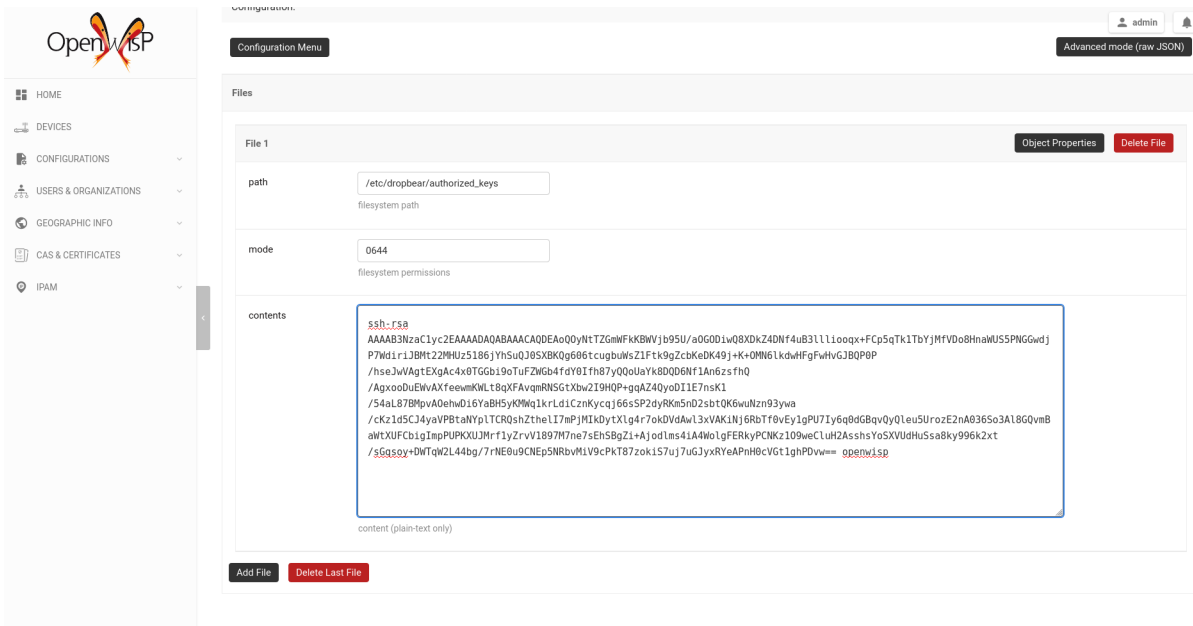 Configuration.
admin
OpenWISP
Configuration Menu
Advanced mode (raw JSON)
HOME
DEVICES
CONFIGURATIONS
USERS & ORGANIZATIONS
GEOGRAPHIC INFO
CAS & CERTIFICATES
IPAM
Files
File 1
Object Properties
Delete File
path
/etc/dropbear/authorized_keys
filesystem path
mode
0644
filesystem permissions
contents
ssh-rsa
AAAAB3NzaC1yc2EAAAADAQABAAACAQDEAoQOyNtTZGmWFkKBWVjb95U/aOGODiwQ8XDkZ4DNf4uB3llliooqx+FCp5qTk1TbYjMfVDo8HnaWUS5PNGGwdj
P7WdiriJBMt22MHUz5186jYhSuQJ0SXBKQg606tcugbuWsZ1Ftk9gZcbKeDK49j+K+OMN6lkdwHFgFwHvGJBQP0P
/hseJwVAgtEXgAc4x0TGGbi9oTuFZWGb4fdY0Ifh87yQQoUaYk8DQD6Nf1An6zsfhQ
/AgxooDuEWvAXfeewmKWLt8qXFAvqmRNSGtXbw2I9HQP+gqAZ4QyoDI1E7nsK1
/54aL87BMpvAOehwDi6YaBH5yKMWq1krLdiCznKycqj66sSP2dyRKm5nD2sbtQK6wuNzn93ywa
/cKz1d5CJ4yaVPBtaNYplTCRQshZthelI7mPjMIkDytXlg4r7okDVdAwl3xVAKiNj6RbTf0vEy1gPU7Iy6q0dGBqvQyQleu5UrozE2nA036So3Al8GQvmB
aWtXUFCbigImpPUPKXUJMrf1yZrvV1897M7ne7sEhSBgZi+Ajodlms4iA4WolgFERkyPCNKz1O9weCluH2AsshsYoSXVUdHuSsa8ky996k2xt
/sGqsoy+DWTqW2L44bg/7rNE0u9CNEp5NRbvMiV9cPkT87zokiS7uj7uGJyxRYeAPnH0cVGt1ghPDvw== openwisp
content (plain-text only)
Add File
Delete Last File